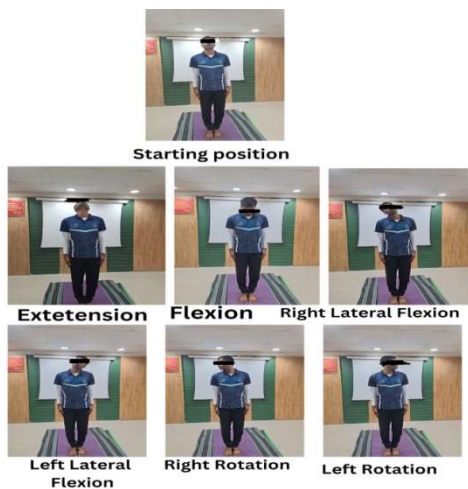 Starting position
Extetension
Flexion
Right Lateral Flexion
Left Lateral
Flexion
Right Rotation
Left Rotation